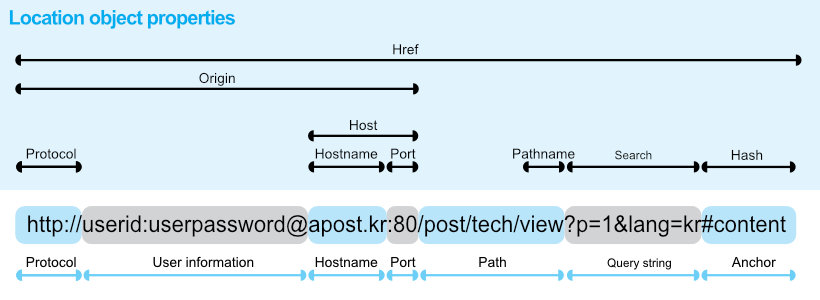 Location object properties
Href
Origin
Host
Protocol Hostname Port Pathname Search Hash
http://userid:userpassword@apost.kr:80/post/tech/view?p=1&lang=kr#content
Protocol User information Hostname Port Path Query string Anchor